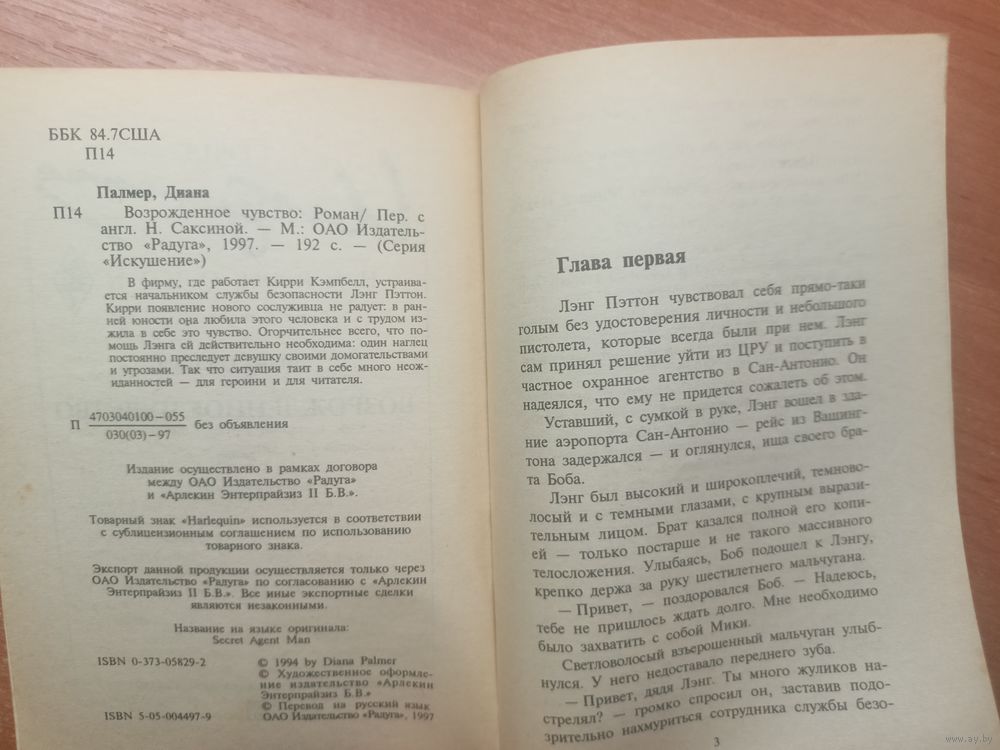 ББК 84.7США
П14
Палмер, Диана
П14 Возрожденное чувство: Роман/ Пер. с
англ. Н. Саксиной. — М.: ОАО Издатель-
ство «Радуга», 1997. — 192 с. — (Серия
«Искушение»)
В фирму, где работает Кирри Кэмпбелл, устраива-
ется начальником службы безопасности Лэнг Пэттон.
Кирри появление нового сослуживца не радует: в ран-
ней юности она любила этого человека и с трудом из-
жила в себе это чувство. Огорчительнее всего, что по-
мощь Лэнга ей действительно необходима: один наглец
постоянно преследует девушку своими домогательствами
и угрозами. Так что ситуация таит в себе много неож-
иданностей — для героини и для читателя.
П 4703040100—055
030(03)—97 без объявления
Издание осуществлено в рамках договора
между ОАО Издательство «Радуга»
и «Арлекин Энтерпрайзиз II Б.В.».
Товарный знак «Harlequin» используется в соответствии
с сублицензионным соглашением по использованию
товарного знака.
Экспорт данной продукции осуществляется только через
ОАО Издательство «Радуга» по согласованию с «Арлекин
Энтерпрайзиз II Б.В.». Все иные экспортные сделки
являются незаконными.
Название на языке оригинала:
Secret Agent Man
ISBN 0-373-05829-2
© 1994 by Diana Palmer
© Художественное оформле-
ние издательство «Арлекин
Энтерпрайзиз Б.В.»
© Перевод на русский язык
ISBN 5-05-004497-9
ОАО Издательство «Радуга», 1997
Глава первая
Лэнг Пэттон чувствовал себя прямо-таки
голым без удостоверения личности и небольшого
пистолета, которые всегда были при нем. Лэнг
сам принял решение уйти из ЦРУ и поступить в
частное охранное агентство в Сан-Антонио. Он
надеялся, что ему не придется сожалеть об этом.
Уставший, с сумкой в руке, Лэнг вошел в зда-
ние аэропорта Сан-Антонио — рейс из Вашинг-
тона задержался — и оглянулся, ища своего бра-
та Боба.
Лэнг был высокий и широкоплечий, темново-
лосый и с темными глазами, с крупным вырази-
тельным лицом. Брат казался полной его копи-
ей — только постарше и не такого массивного
телосложения. Улыбаясь, Боб подошел к Лэнгу,
крепко держа за руку шестилетнего мальчугана.
— Привет, — поздоровался Боб. — Надеюсь,
тебе не пришлось ждать долго. Мне необходимо
было захватить с собой Мики.
Светловолосый взъерошенный мальчуган улыб-
нулся. У него недоставало переднего зуба.
— Привет, дядя Лэнг. Ты много жуликов на-
стрелял? — громко спросил он, заставив подо-
зрительно нахмуриться сотрудника службы безо-
3
www.ay.by